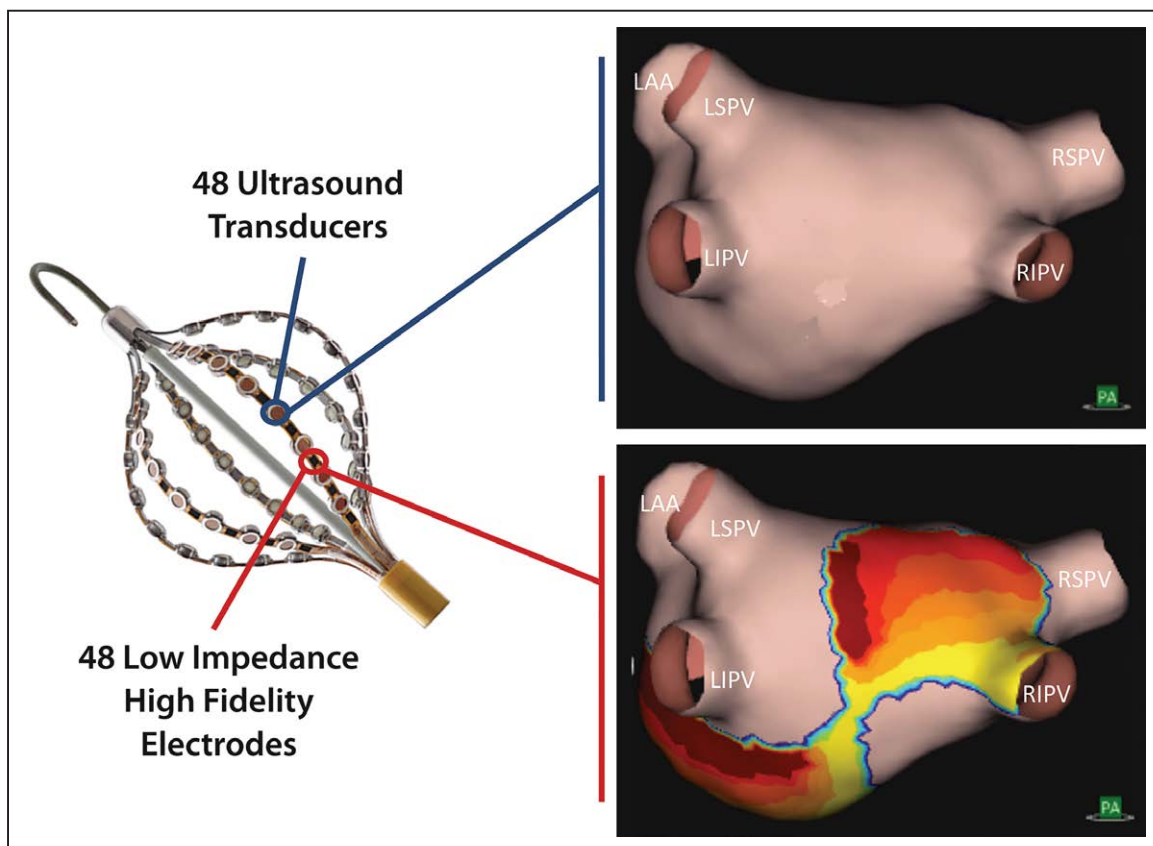 48 Ultrasound
Transducers
48 Low Impedance
High Fidelity
Electrodes
LAA
LSPV
RSPV
LIPV
RIPV
PA
LAA
LSPV
RSPV
LIPV
RIPV
PA